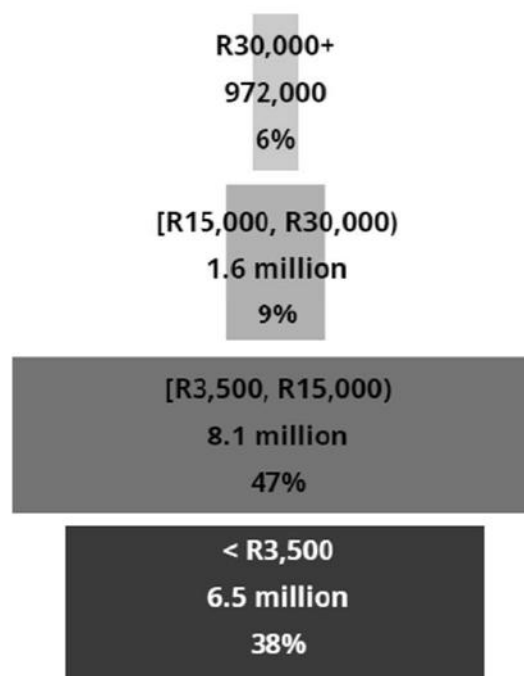 R30,000+
972,000
6%
[R15,000, R30,000)
1.6 million
9%
[R3,500, R15,000)
8.1 million
47%
< R3,500
6.5 million
38%